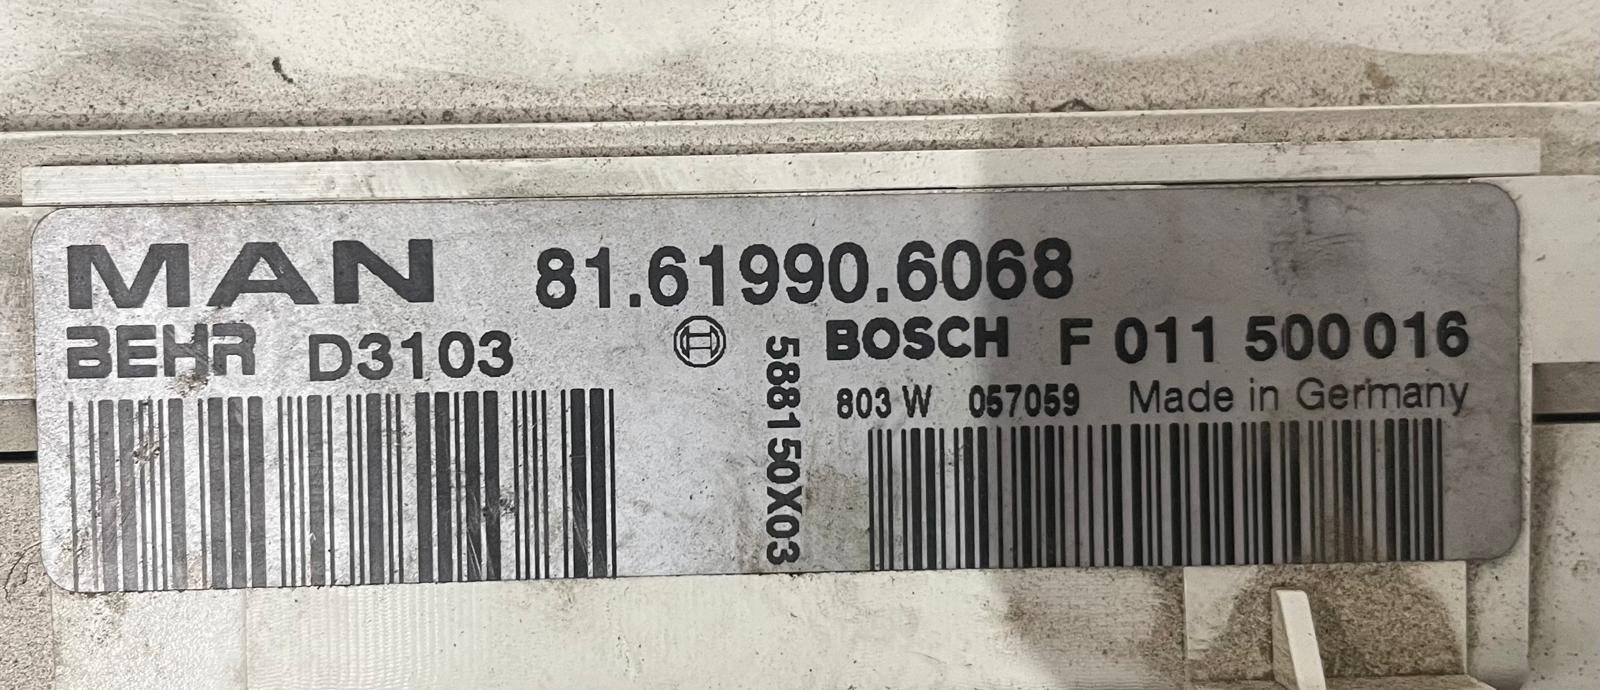 MAN 81.61990.6068
BEHR D3103
BOSCH F 011 500 016
803 W 057059 Made in Germany
588150X03